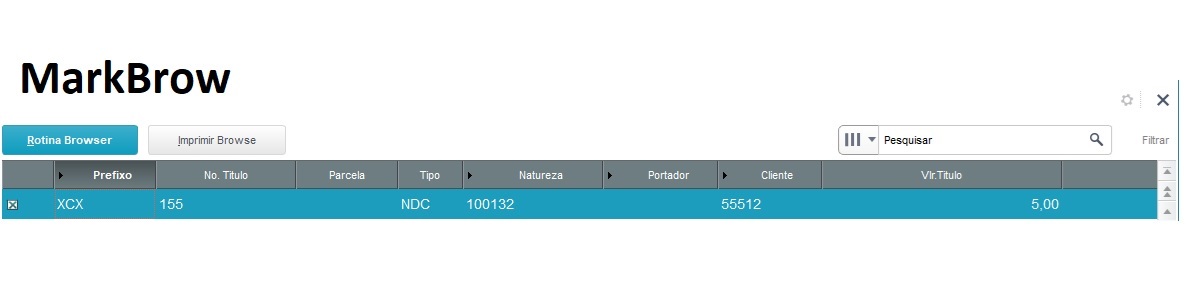 MarkBrow
Rotina Browser Imprimir Browse Pesquisar Filtrar
Prefixo No. Titulo Parcela Tipo Natureza Portador Cliente Vlr.Titulo
XCX 155 NDC 100132 55512 5,00